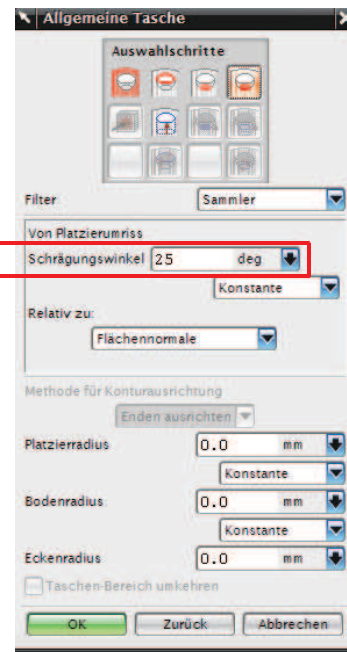 Allgemeine Tasche
Auswahlschritte
Filter Sammler
Von Platzierumriss
Schrägungswinkel 25 deg
Konstante
Relativ zu:
Flächennormale
Methode für Konturausrichtung
Enden ausrichten
Platzierradius 0.0 mm
Konstante
Bodenradius 0.0 mm
Konstante
Eckenradius 0.0 mm
Taschen-Bereich umkehren
OK Zurück Abbrechen